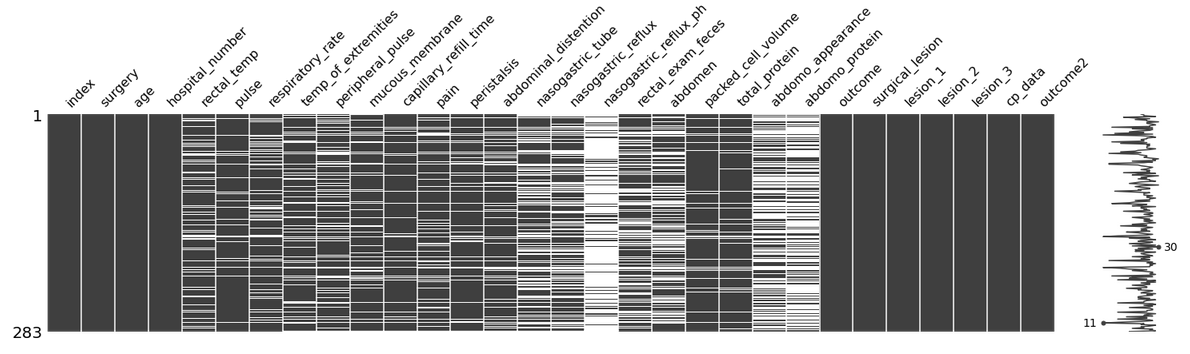 index
surgery
age
hospital_number
rectal_temp
pulse
respiratory_rate
temp_of_extremities
peripheral_pulse
mucous_membrane
capillary_refill_time
pain
peristalsis
abdominal_distention
nasogastric_tube
nasogastric_reflux
nasogastric_reflux_ph
rectal_exam_feces
abdomen
packed_cell_volume
total_protein
abdomo_appearance
abdomo_protein
outcome
surgical_lesion
lesion_1
lesion_2
lesion_3
cp_data
outcome2
1
30
11
283